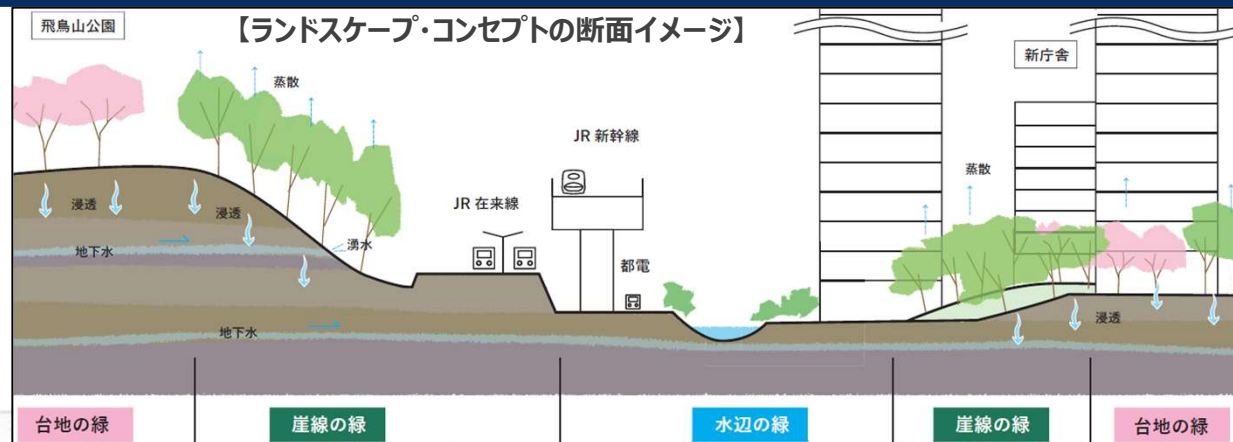 飛鳥山公園
【ランドスケープ・コンセプトの断面イメージ】
新庁舎
蒸散
JR 新幹線
蒸散
JR 在来線
浸透
浸透
湧水
地下水
都電
地下水
浸透
台地の緑
崖線の緑
水辺の緑
崖線の緑
台地の緑